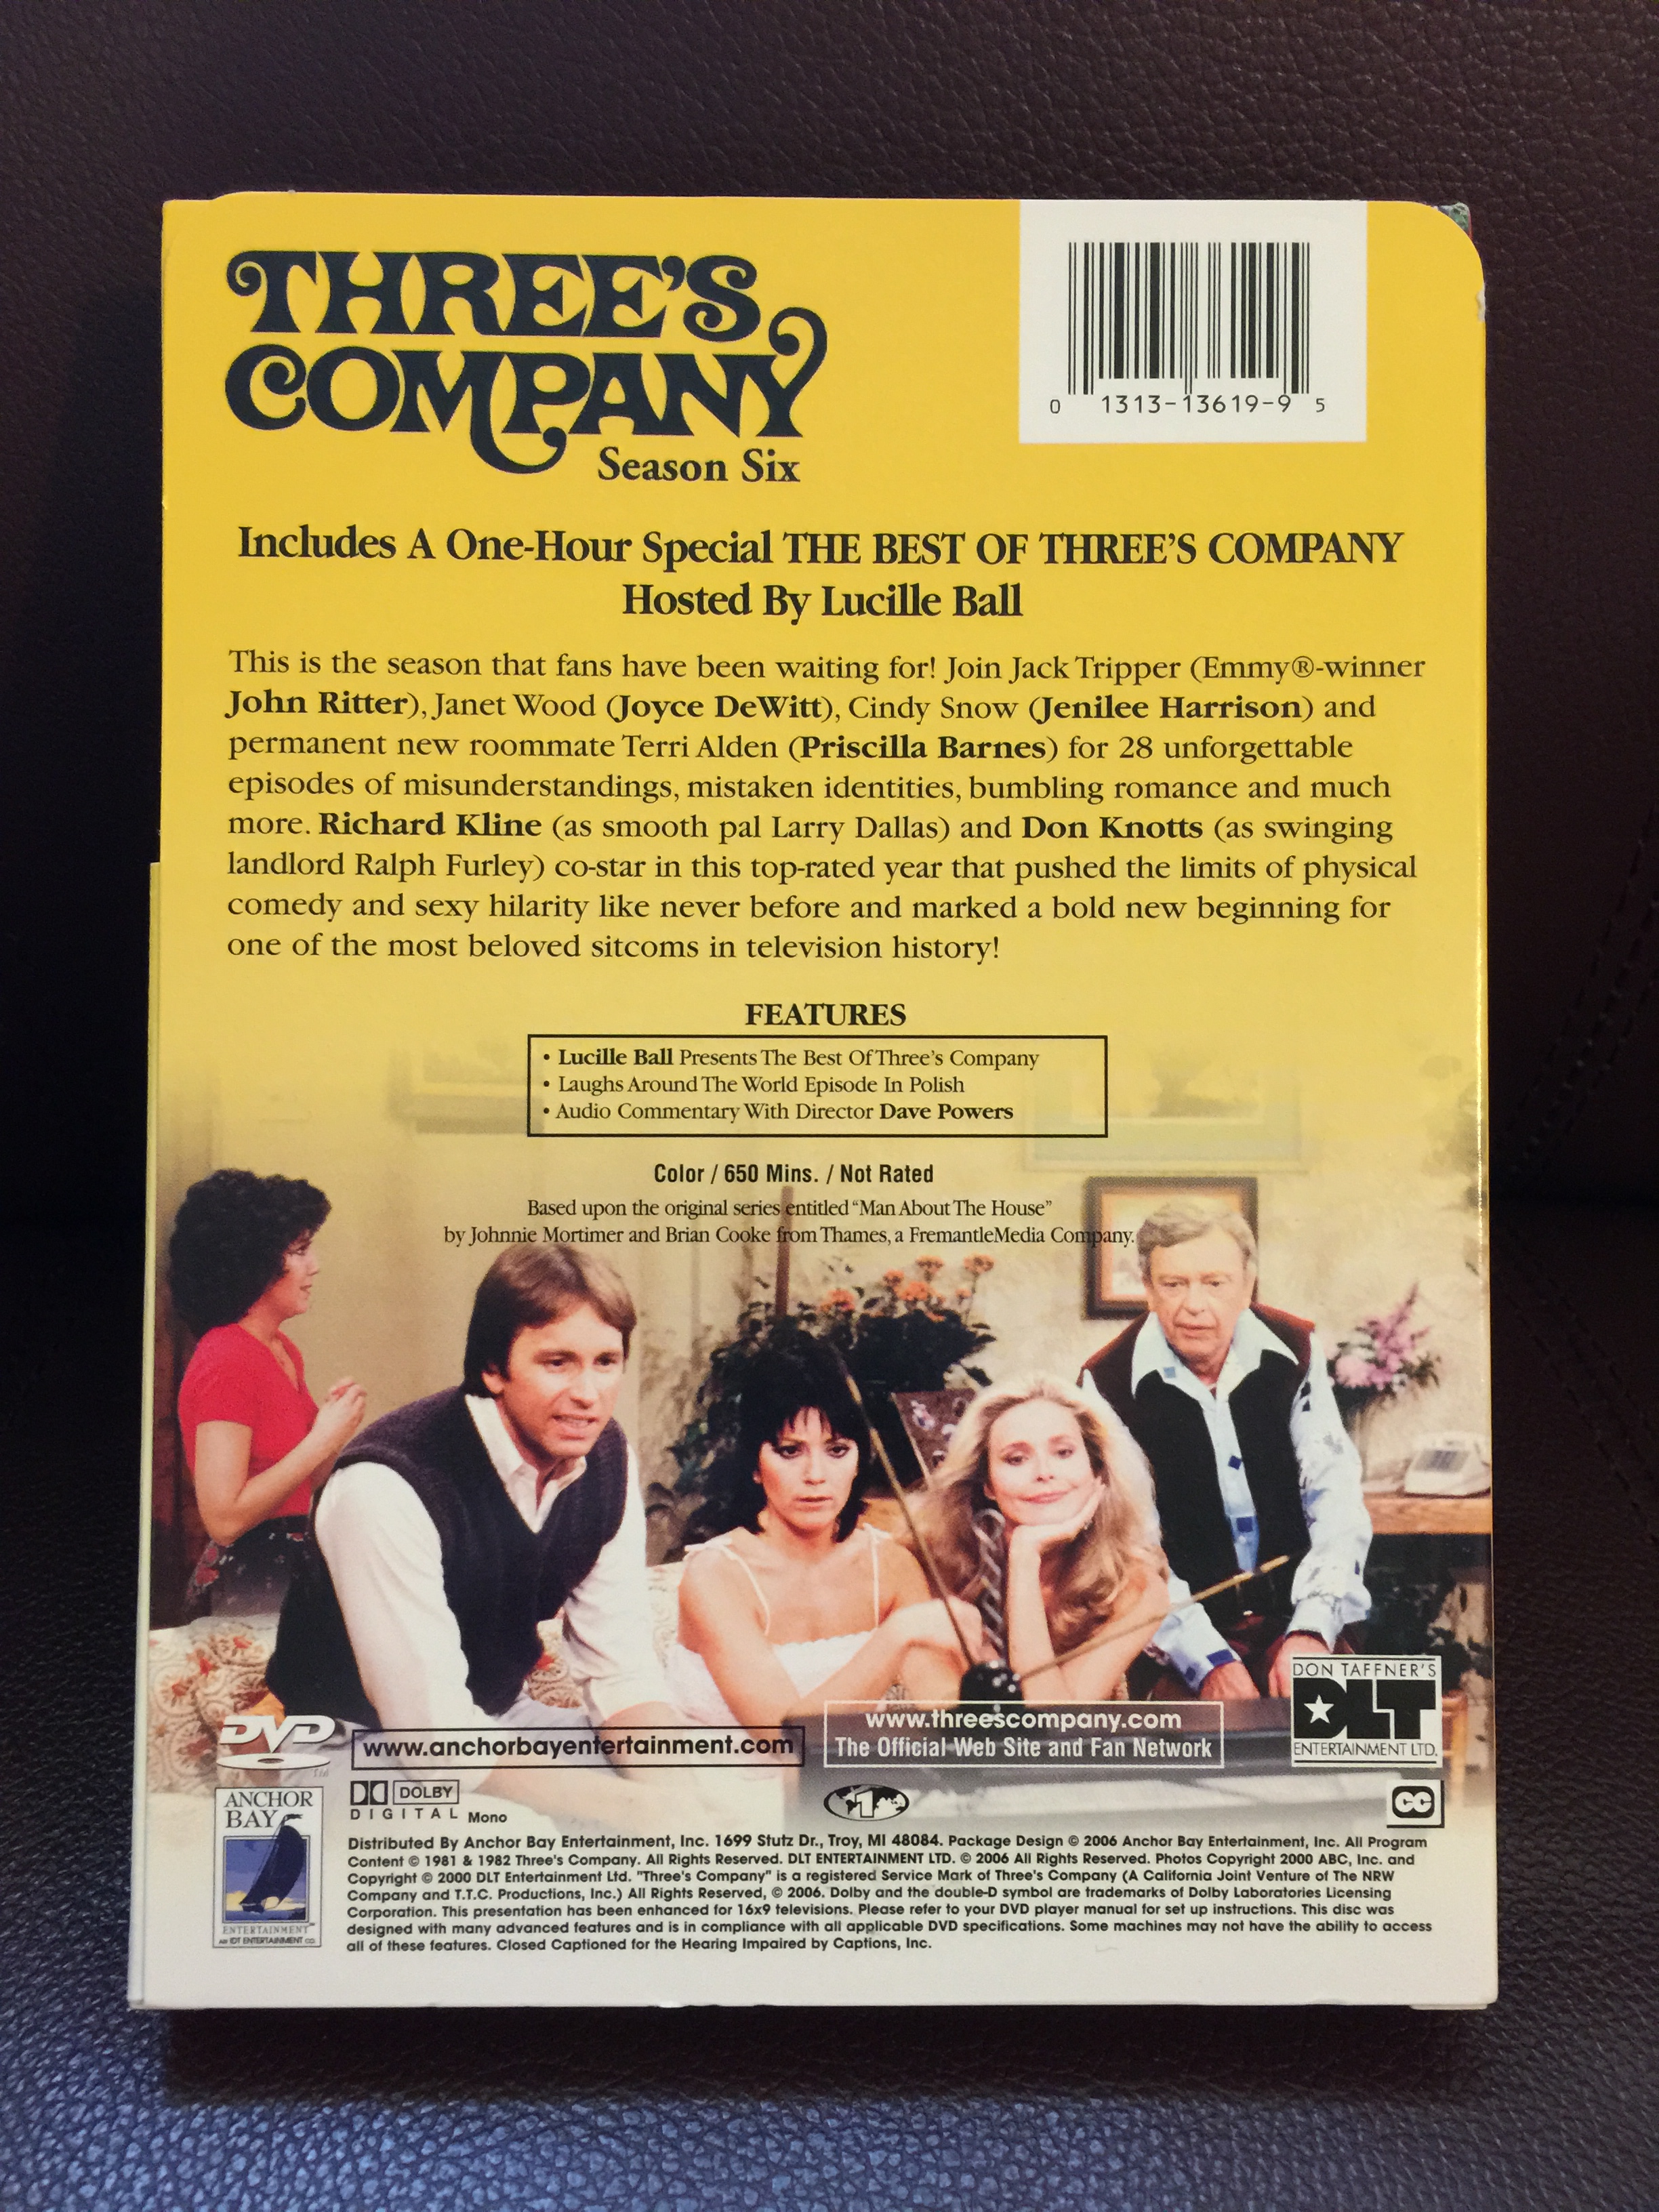 THREE'S
COMPANY
Season Six
0 1313-13619-9 5
Includes A One-Hour Special THE BEST OF THREE'S COMPANY
Hosted By Lucille Ball
This is the season that fans have been waiting for! Join Jack Tripper (Emmy®-winner
John Ritter), Janet Wood (Joyce DeWitt), Cindy Snow (Jenilee Harrison) and
permanent new roommate Terri Alden (Priscilla Barnes) for 28 unforgettable
episodes of misunderstandings, mistaken identities, bumbling romance and much
more. Richard Kline (as smooth pal Larry Dallas) and Don Knotts (as swinging
landlord Ralph Furley) co-star in this top-rated year that pushed the limits of physical
comedy and sexy hilarity like never before and marked a bold new beginning for
one of the most beloved sitcoms in television history!
FEATURES
• Lucille Ball Presents The Best Of Three's Company
• Laughs Around The World Episode In Polish
• Audio Commentary With Director Dave Powers
Color / 650 Mins. / Not Rated
Based upon the original series entitled "Man About The House"
by Johnnie Mortimer and Brian Cooke from Thames, a FremantleMedia Company.
DVD
www.anchorbayentertainment.com
www.threescompany.com
The Official Web Site and Fan Network
DON TAFFNER'S
DLT
ENTERTAINMENT LTD.
ANCHOR
BAY
ENTERTAINMENT™
AN IDT ENTERTAINMENT CO.
DOLBY
DIGITAL Mono
1
CC
Distributed By Anchor Bay Entertainment, Inc. 1699 Stutz Dr., Troy, MI 48084. Package Design © 2006 Anchor Bay Entertainment, Inc. All Program
Content © 1981 & 1982 Three's Company. All Rights Reserved. DLT ENTERTAINMENT LTD. © 2006 All Rights Reserved. Photos Copyright 2000 ABC, Inc. and
Copyright © 2000 DLT Entertainment Ltd. "Three's Company" is a registered Service Mark of Three's Company (A California Joint Venture of The NRW
Company and T.T.C. Productions, Inc.) All Rights Reserved, © 2006. Dolby and the double-D symbol are trademarks of Dolby Laboratories Licensing
Corporation. This presentation has been enhanced for 16x9 televisions. Please refer to your DVD player manual for set up instructions. This disc was
designed with many advanced features and is in compliance with all applicable DVD specifications. Some machines may not have the ability to access
all of these features. Closed Captioned for the Hearing Impaired by Captions, Inc.